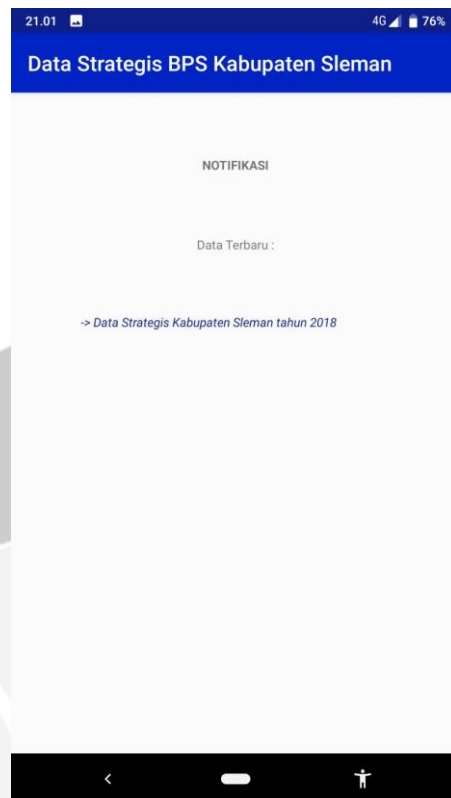 21.01 4G 76%
Data Strategis BPS Kabupaten Sleman
NOTIFIKASI
Data Terbaru :
-> Data Strategis Kabupaten Sleman tahun 2018